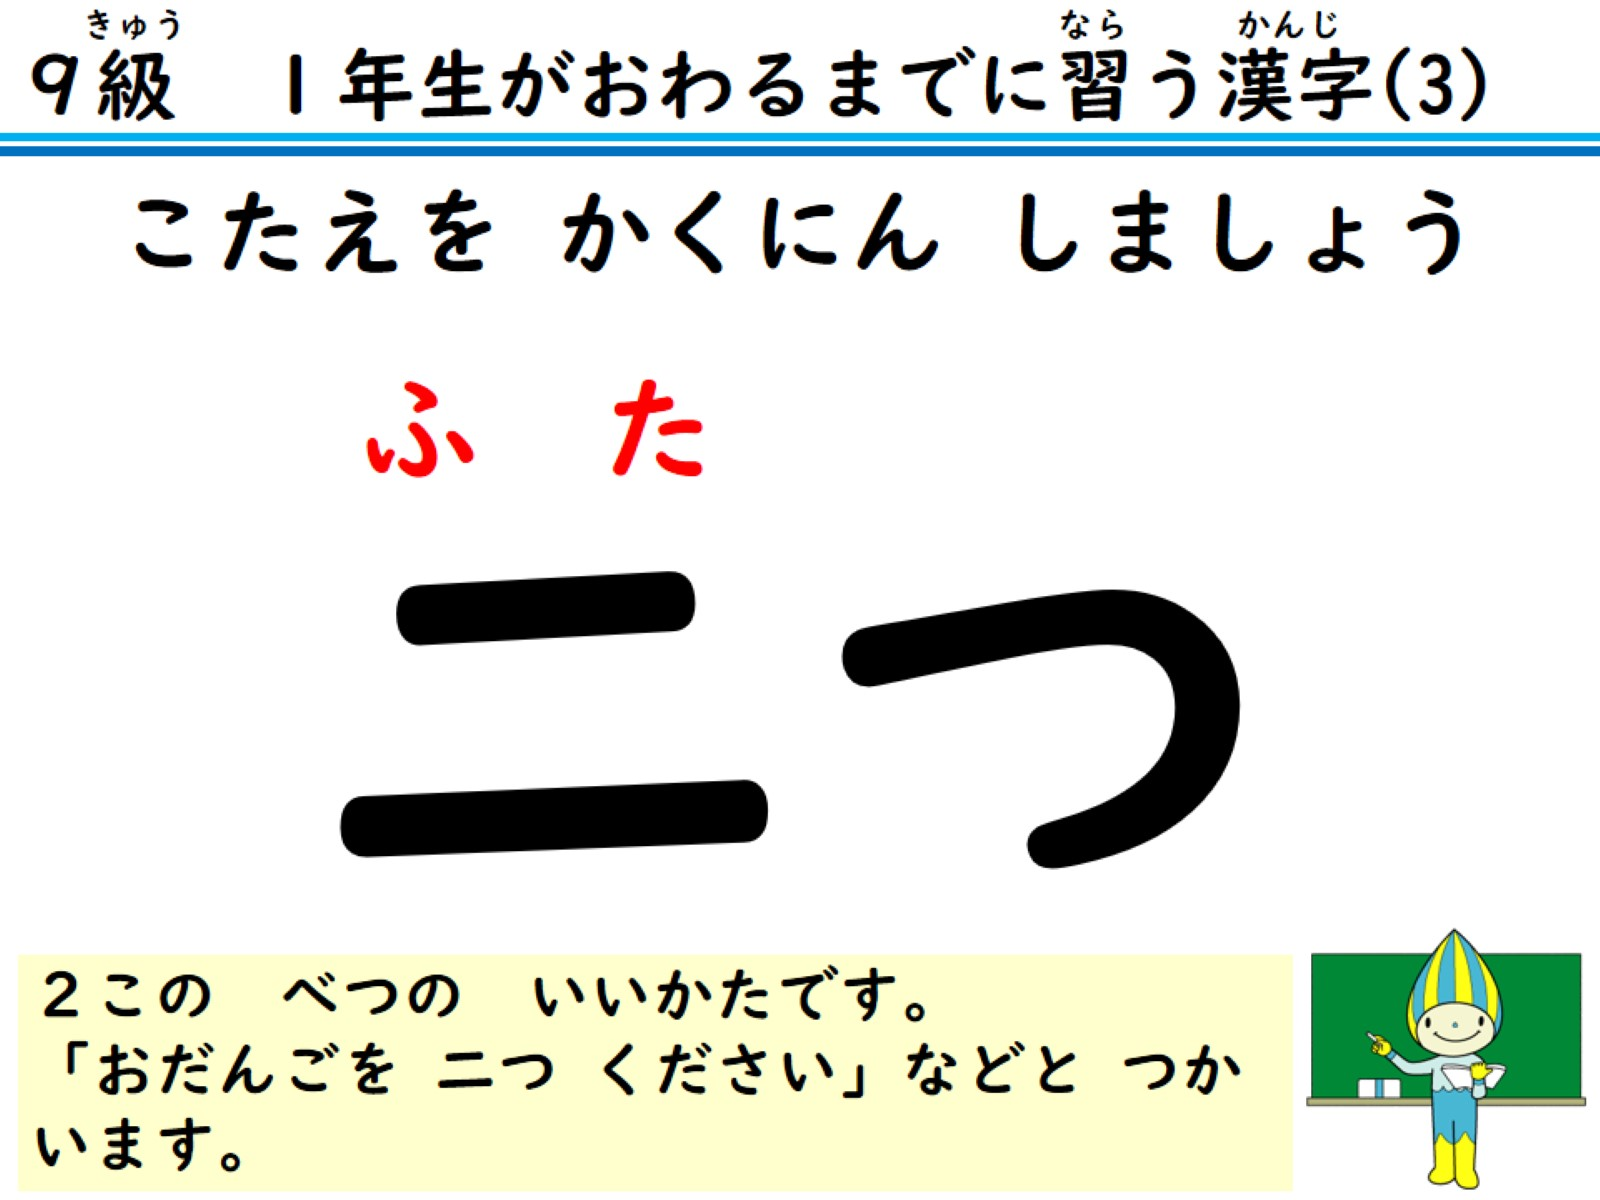 きゅう なら かんじ
９級　１年生がおわるまでに習う漢字(3)
こたえを かくにん しましょう
ふ た
二つ
２この　べつの　いいかたです。
「おだんごを 二つ ください」などと つか
います。